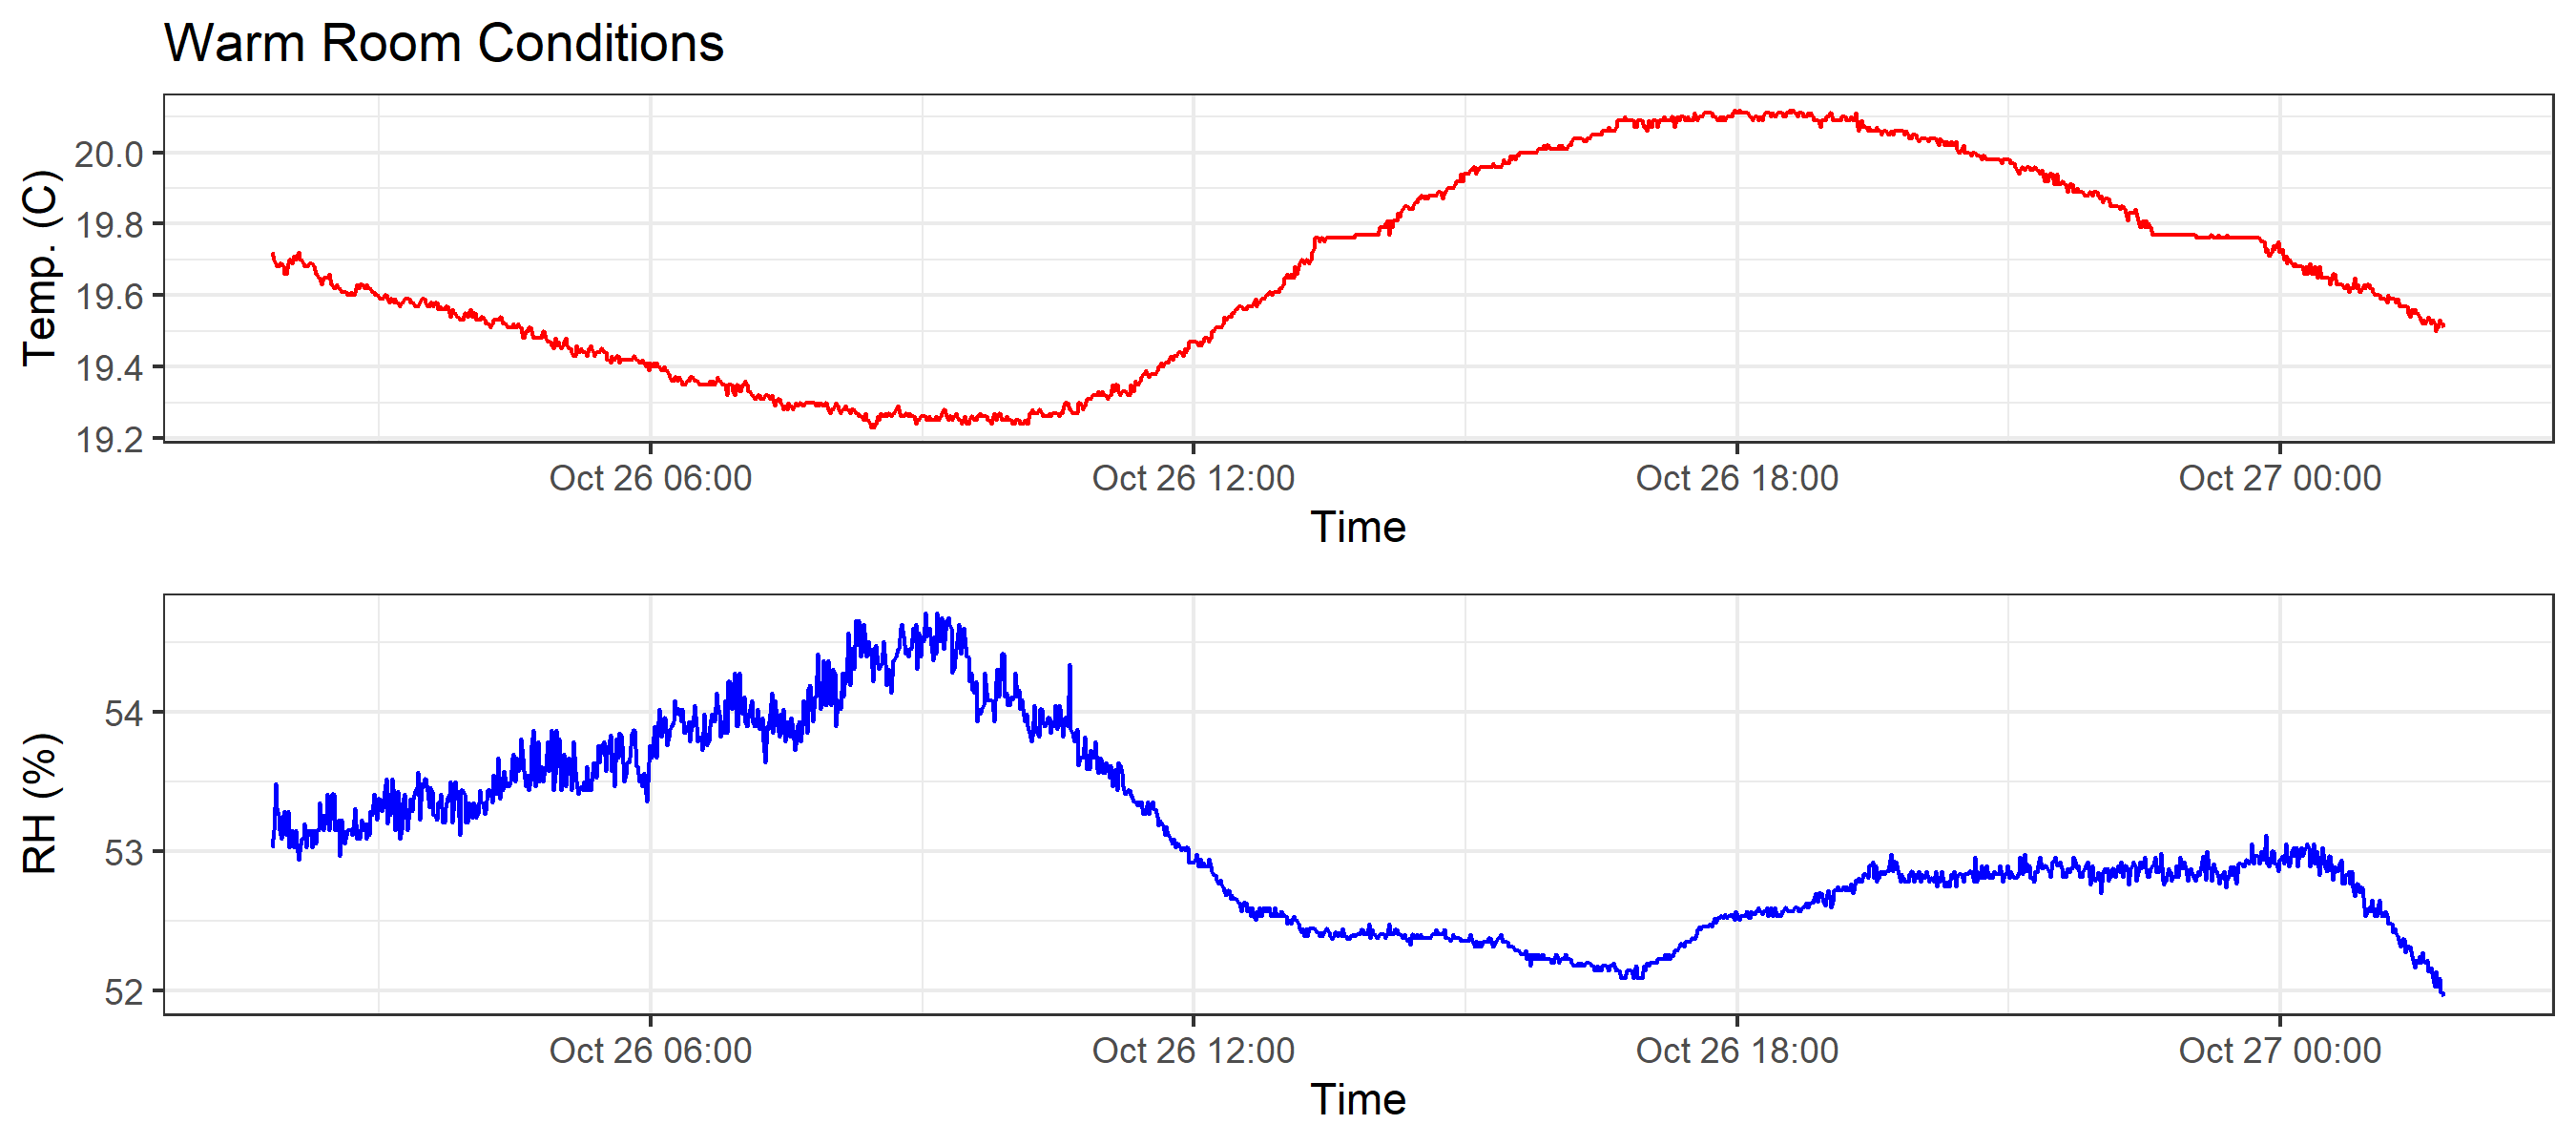 Warm Room Conditions
Temp. (C)
20.0
19.8
19.6
19.4
19.2
Oct 26 06:00 Oct 26 12:00 Oct 26 18:00 Oct 27 00:00
Time
RH (%)
54
53
52
Oct 26 06:00 Oct 26 12:00 Oct 26 18:00 Oct 27 00:00
Time